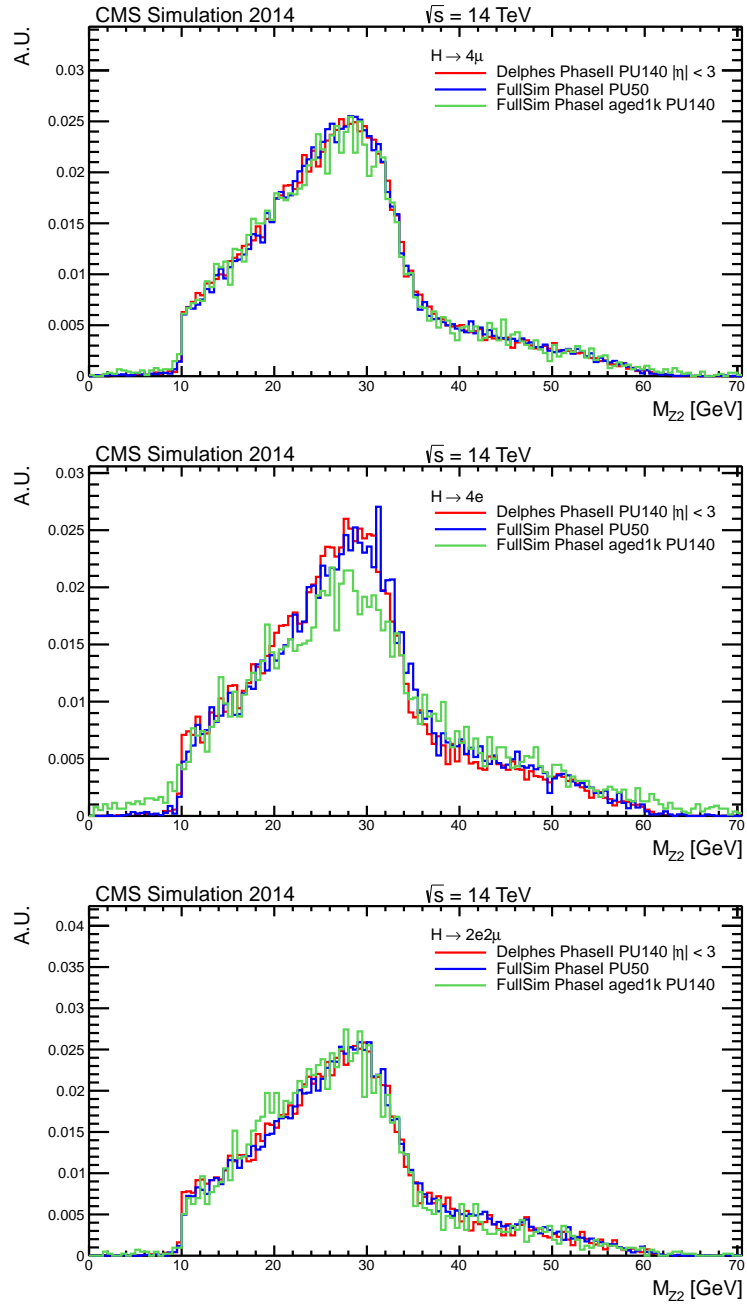 CMS Simulation 2014 √s = 14 TeV
A.U.
H → 4μ
Delphes PhaseII PU140 |η| < 3
FullSim PhaseI PU50
FullSim PhaseI aged1k PU140
0.03
0.025
0.02
0.015
0.01
0.005
0
0 10 20 30 40 50 60 70
M_Z2 [GeV]
CMS Simulation 2014 √s = 14 TeV
A.U.
H → 4e
Delphes PhaseII PU140 |η| < 3
FullSim PhaseI PU50
FullSim PhaseI aged1k PU140
0.03
0.025
0.02
0.015
0.01
0.005
0
0 10 20 30 40 50 60 70
M_Z2 [GeV]
CMS Simulation 2014 √s = 14 TeV
A.U.
H → 2e2μ
Delphes PhaseII PU140 |η| < 3
FullSim PhaseI PU50
FullSim PhaseI aged1k PU140
0.04
0.035
0.03
0.025
0.02
0.015
0.01
0.005
0
0 10 20 30 40 50 60 70
M_Z2 [GeV]